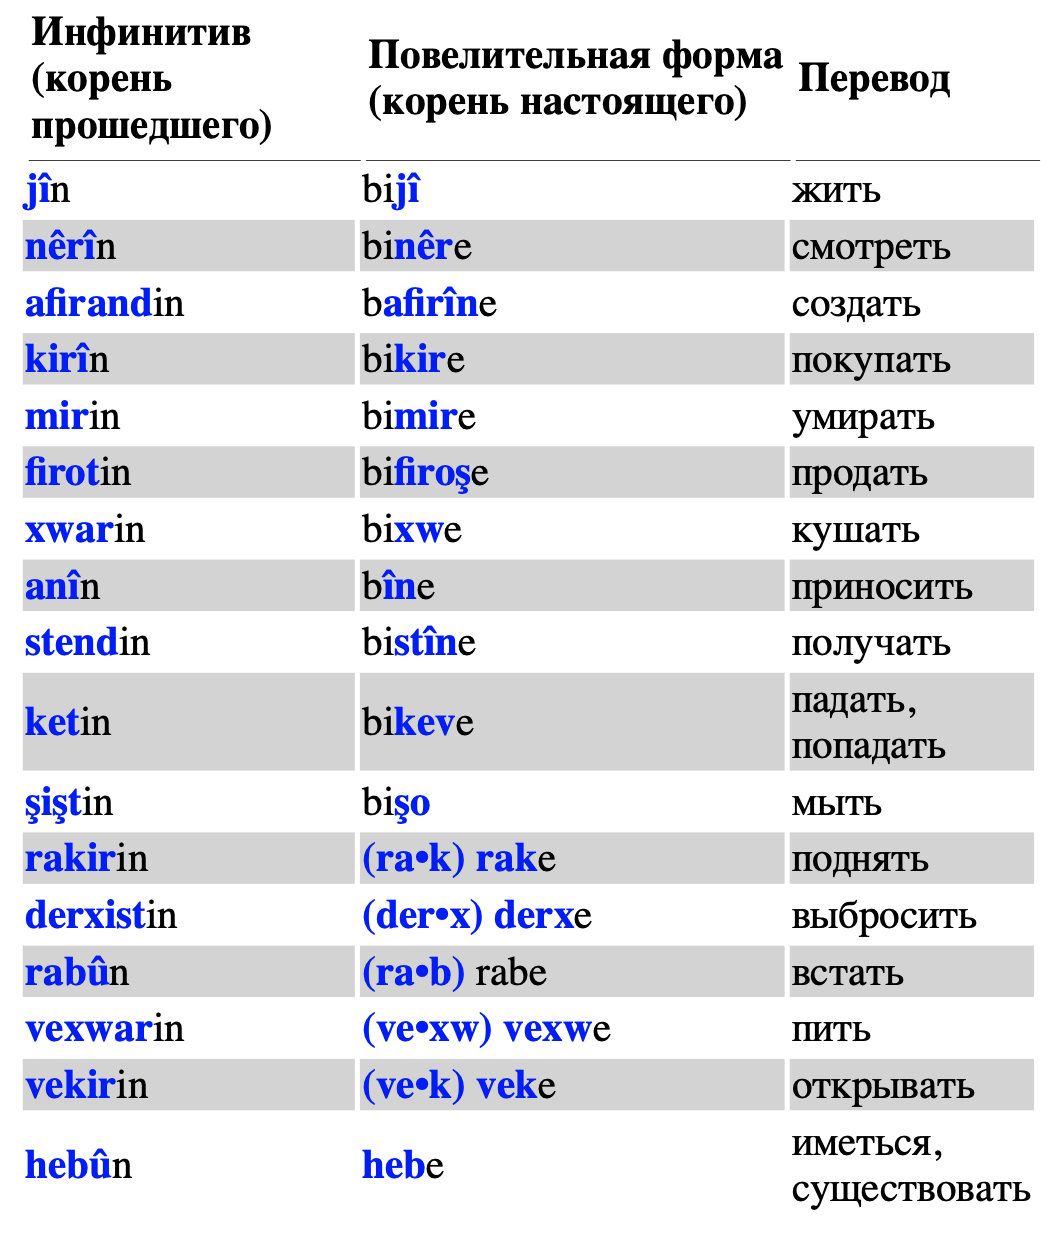 Инфинитив (корень прошедшего) Повелительная форма (корень настоящего) Перевод
jîn bijî жить
nêrîn binêre смотреть
afirandin bafirîne создать
kirîn bikire покупать
mirin bimire умирать
firotin bifiroşe продать
xwarin bixwe кушать
anîn bîne приносить
stendin bistîne получать
ketin bikeve падать, попадать
şiştin bişo мыть
rakirin (ra•k) rake поднять
derxistin (der•x) derxe выбросить
rabûn (ra•b) rabe встать
vexwarin (ve•xw) vexwe пить
vekirin (ve•k) veke открывать
hebûn hebe иметься, существовать